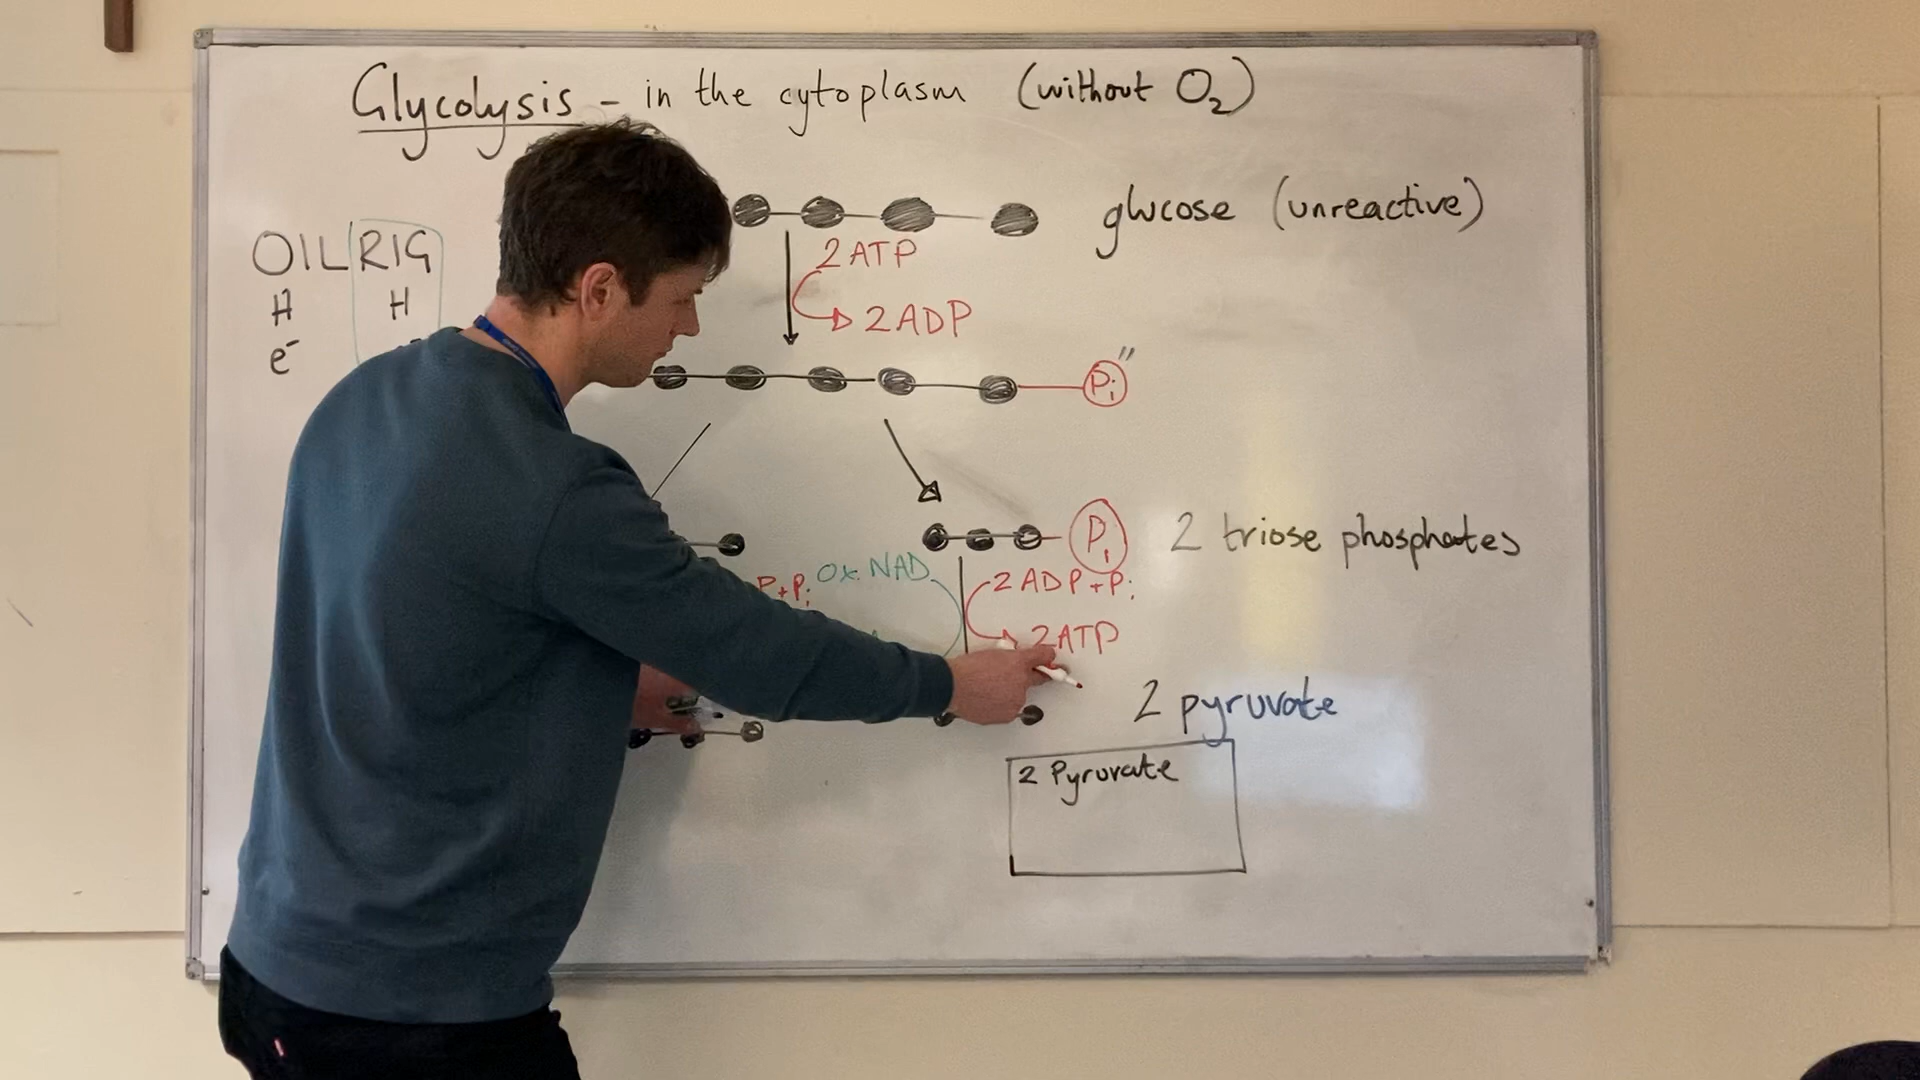 Glycolysis - in the cytoplasm (without O₂)
glucose (unreactive)
OIL RIG
H H
e⁻
2 ATP
2 ADP
Pi "
Pi
2 triose phosphates
P+Pi
Ox. NAD
2 ADP+Pi
2 ATP
2 pyruvate
2 Pyruvate